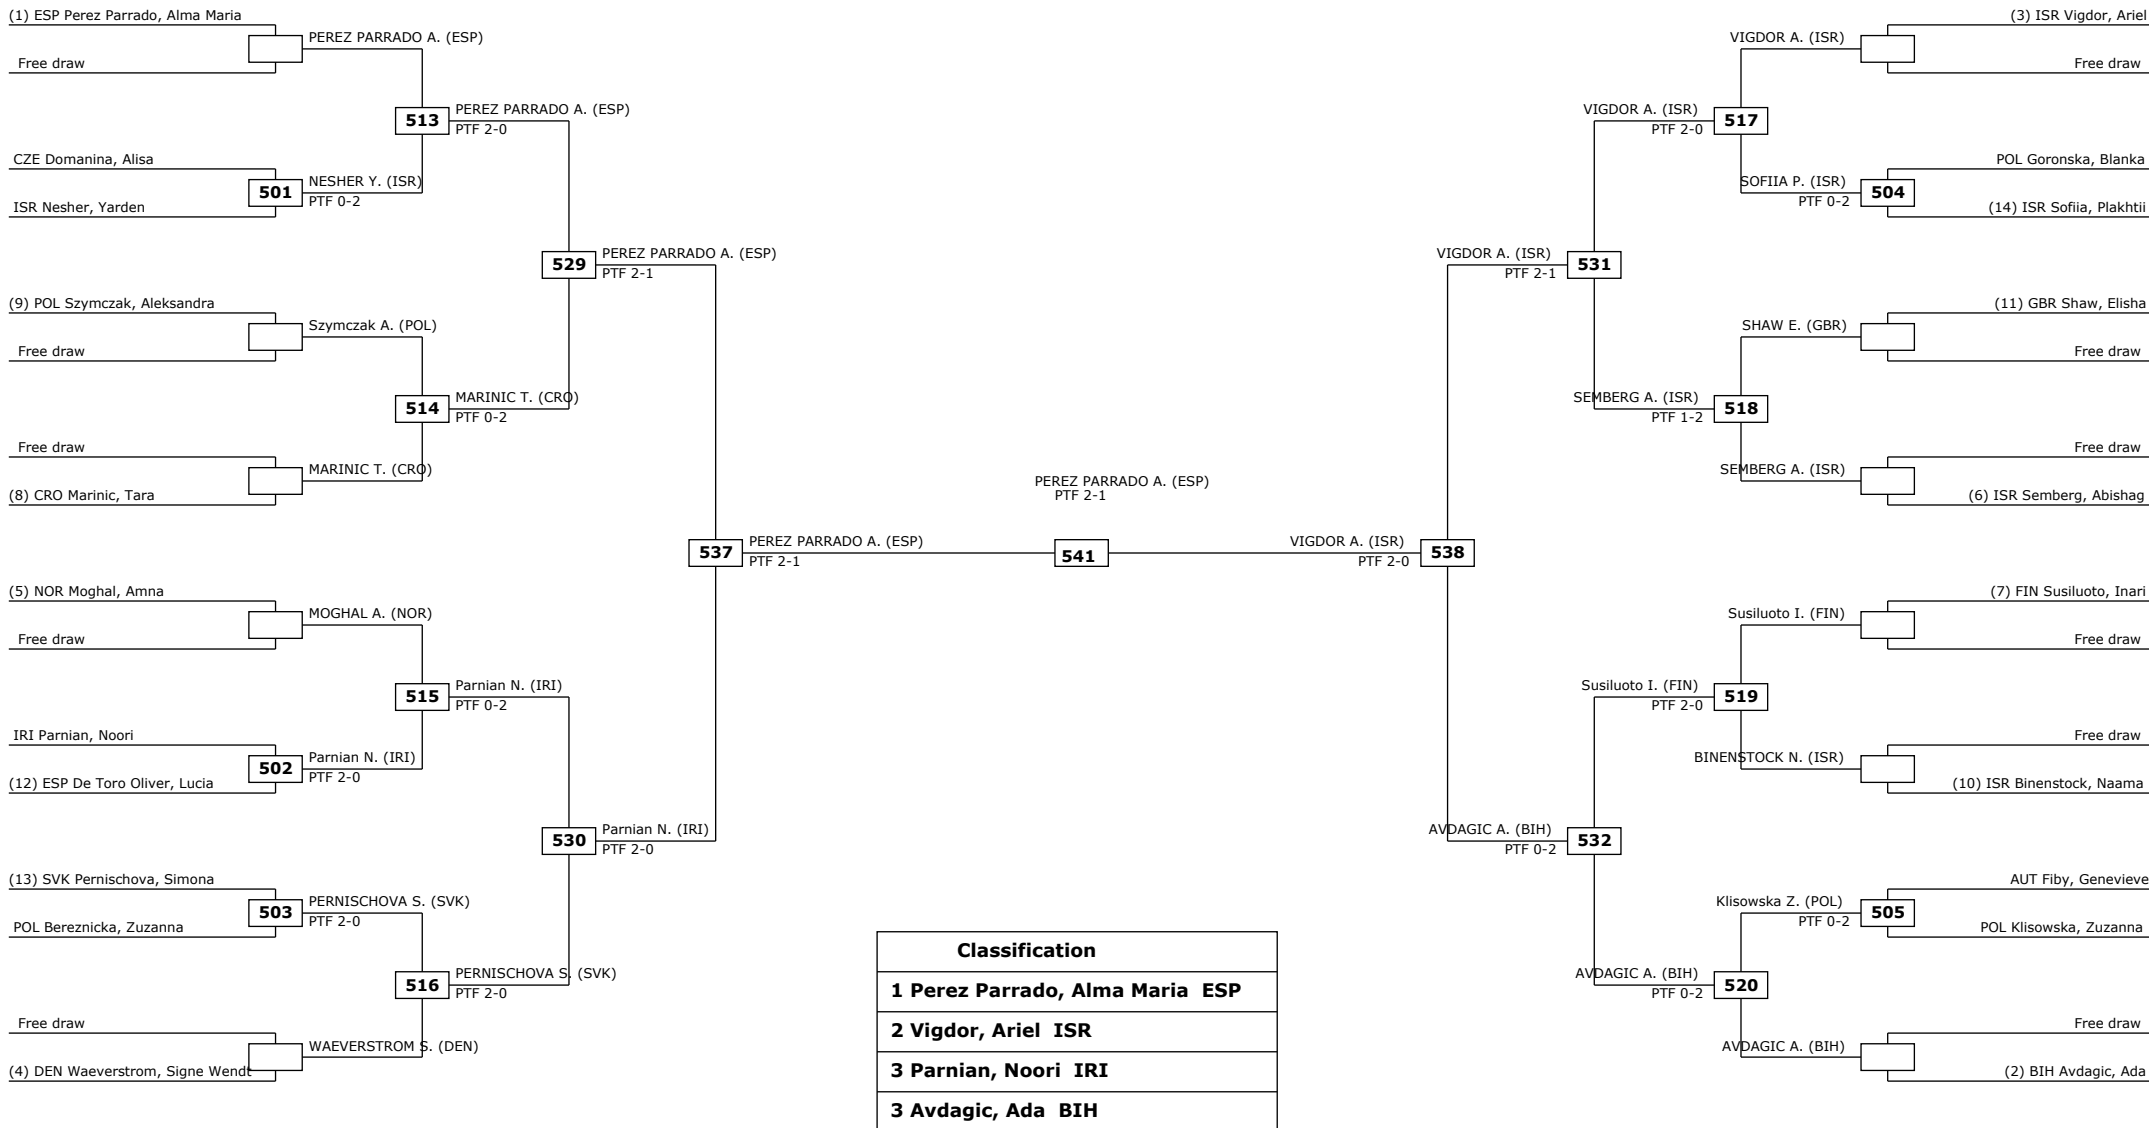 (1) ESP Perez Parrado, Alma Maria
PEREZ PARRADO A. (ESP)
Free draw
513
PEREZ PARRADO A. (ESP)
PTF 2-0
CZE Domanina, Alisa
501
NESHER Y. (ISR)
PTF 0-2
ISR Nesher, Yarden
529
PEREZ PARRADO A. (ESP)
PTF 2-1
(9) POL Szymczak, Aleksandra
Szymczak A. (POL)
Free draw
514
MARINIC T. (CRO)
PTF 0-2
Free draw
MARINIC T. (CRO)
(8) CRO Marinic, Tara
537
PEREZ PARRADO A. (ESP)
PTF 2-1
(5) NOR Moghal, Amna
MOGHAL A. (NOR)
Free draw
515
Parnian N. (IRI)
PTF 0-2
IRI Parnian, Noori
502
Parnian N. (IRI)
PTF 2-0
(12) ESP De Toro Oliver, Lucia
530
Parnian N. (IRI)
PTF 2-0
(13) SVK Pernischova, Simona
503
PERNISCHOVA S. (SVK)
PTF 2-0
POL Bereznicka, Zuzanna
516
PERNISCHOVA S. (SVK)
PTF 2-0
Free draw
WAEVERSTROM S. (DEN)
(4) DEN Waeverstrom, Signe Wendt
PEREZ PARRADO A. (ESP)
PTF 2-1
541
(3) ISR Vigdor, Ariel
VIGDOR A. (ISR)
Free draw
VIGDOR A. (ISR)
PTF 2-0
517
POL Goronska, Blanka
SOFIIA P. (ISR)
PTF 0-2
504
(14) ISR Sofiia, Plakhtii
VIGDOR A. (ISR)
PTF 2-1
531
(11) GBR Shaw, Elisha
SHAW E. (GBR)
Free draw
SEMBERG A. (ISR)
PTF 1-2
518
Free draw
SEMBERG A. (ISR)
(6) ISR Semberg, Abishag
VIGDOR A. (ISR)
PTF 2-0
538
(7) FIN Susiluoto, Inari
Susiluoto I. (FIN)
Free draw
Susiluoto I. (FIN)
PTF 2-0
519
Free draw
BINENSTOCK N. (ISR)
(10) ISR Binenstock, Naama
AVDAGIC A. (BIH)
PTF 0-2
532
AUT Fiby, Genevieve
Klisowska Z. (POL)
PTF 0-2
505
POL Klisowska, Zuzanna
AVDAGIC A. (BIH)
PTF 0-2
520
Free draw
AVDAGIC A. (BIH)
(2) BIH Avdagic, Ada
Classification
1 Perez Parrado, Alma Maria ESP
2 Vigdor, Ariel ISR
3 Parnian, Noori IRI
3 Avdagic, Ada BIH